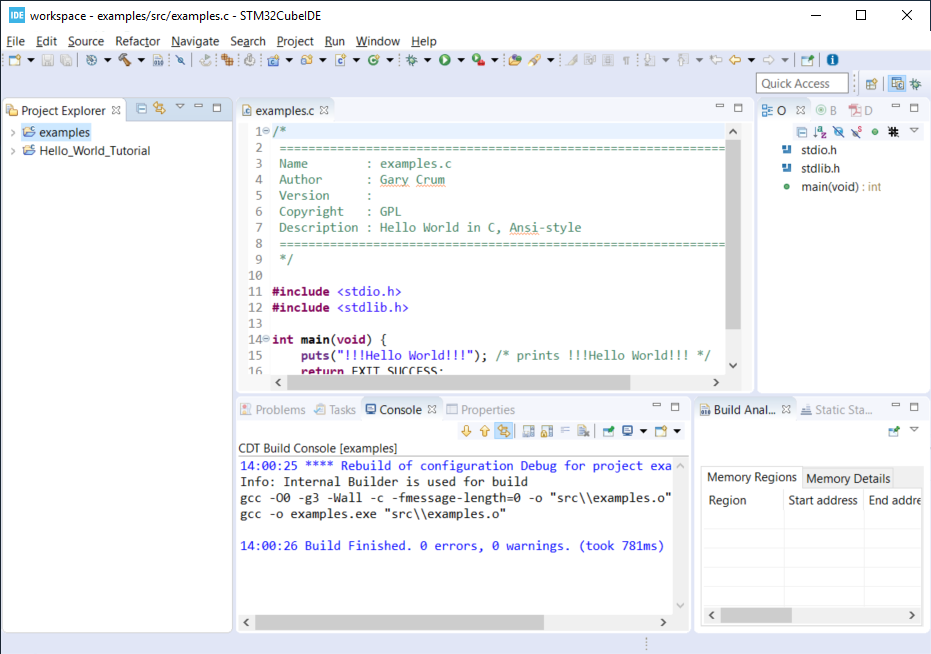 IDE workspace - examples/src/examples.c - STM32CubeIDE
File Edit Source Refactor Navigate Search Project Run Window Help
Quick Access
Project Explorer
examples
Hello_World_Tutorial
examples.c
1 /*
2 ==============================================================
3 Name : examples.c
4 Author : Gary Crum
5 Version :
6 Copyright : GPL
7 Description : Hello World in C, Ansi-style
8 ==============================================================
9 */
10
11 #include <stdio.h>
12 #include <stdlib.h>
13
14 int main(void) {
15 puts("!!!Hello World!!!"); /* prints !!!Hello World!!! */
16 return EXIT_SUCCESS;
O B D
stdio.h
stdlib.h
main(void) : int
Problems Tasks Console Properties
CDT Build Console [examples]
14:00:25 **** Rebuild of configuration Debug for project exa
Info: Internal Builder is used for build
gcc -O0 -g3 -Wall -c -fmessage-length=0 -o "src\\examples.o"
gcc -o examples.exe "src\\examples.o"
14:00:26 Build Finished. 0 errors, 0 warnings. (took 781ms)
Build Anal... Static Sta...
Memory Regions Memory Details
Region Start address End addre